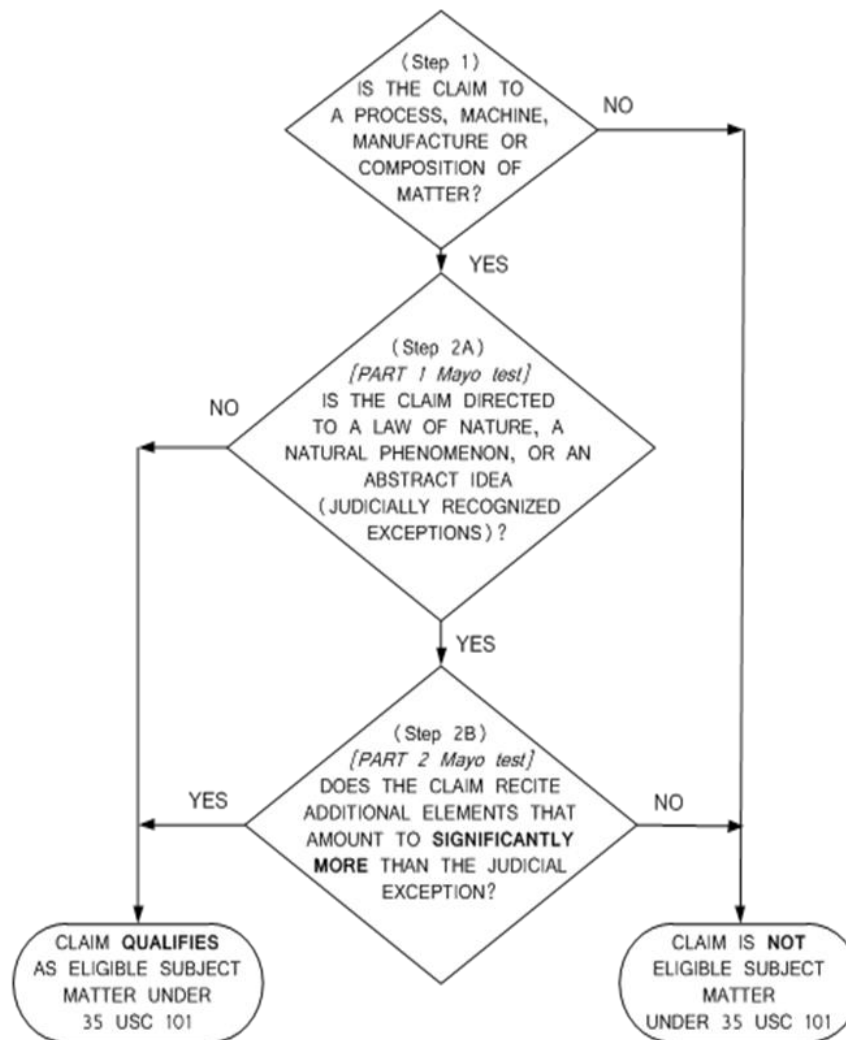 (Step 1)
IS THE CLAIM TO
A PROCESS, MACHINE,
MANUFACTURE OR
COMPOSITION OF
MATTER?
NO
YES
(Step 2A)
[PART 1 Mayo test]
IS THE CLAIM DIRECTED
TO A LAW OF NATURE, A
NATURAL PHENOMENON, OR AN
ABSTRACT IDEA
(JUDICIALLY RECOGNIZED
EXCEPTIONS)?
NO
YES
(Step 2B)
[PART 2 Mayo test]
DOES THE CLAIM RECITE
ADDITIONAL ELEMENTS THAT
AMOUNT TO SIGNIFICANTLY
MORE THAN THE JUDICIAL
EXCEPTION?
YES
NO
CLAIM QUALIFIES
AS ELIGIBLE SUBJECT
MATTER UNDER
35 USC 101
CLAIM IS NOT
ELIGIBLE SUBJECT
MATTER
UNDER 35 USC 101